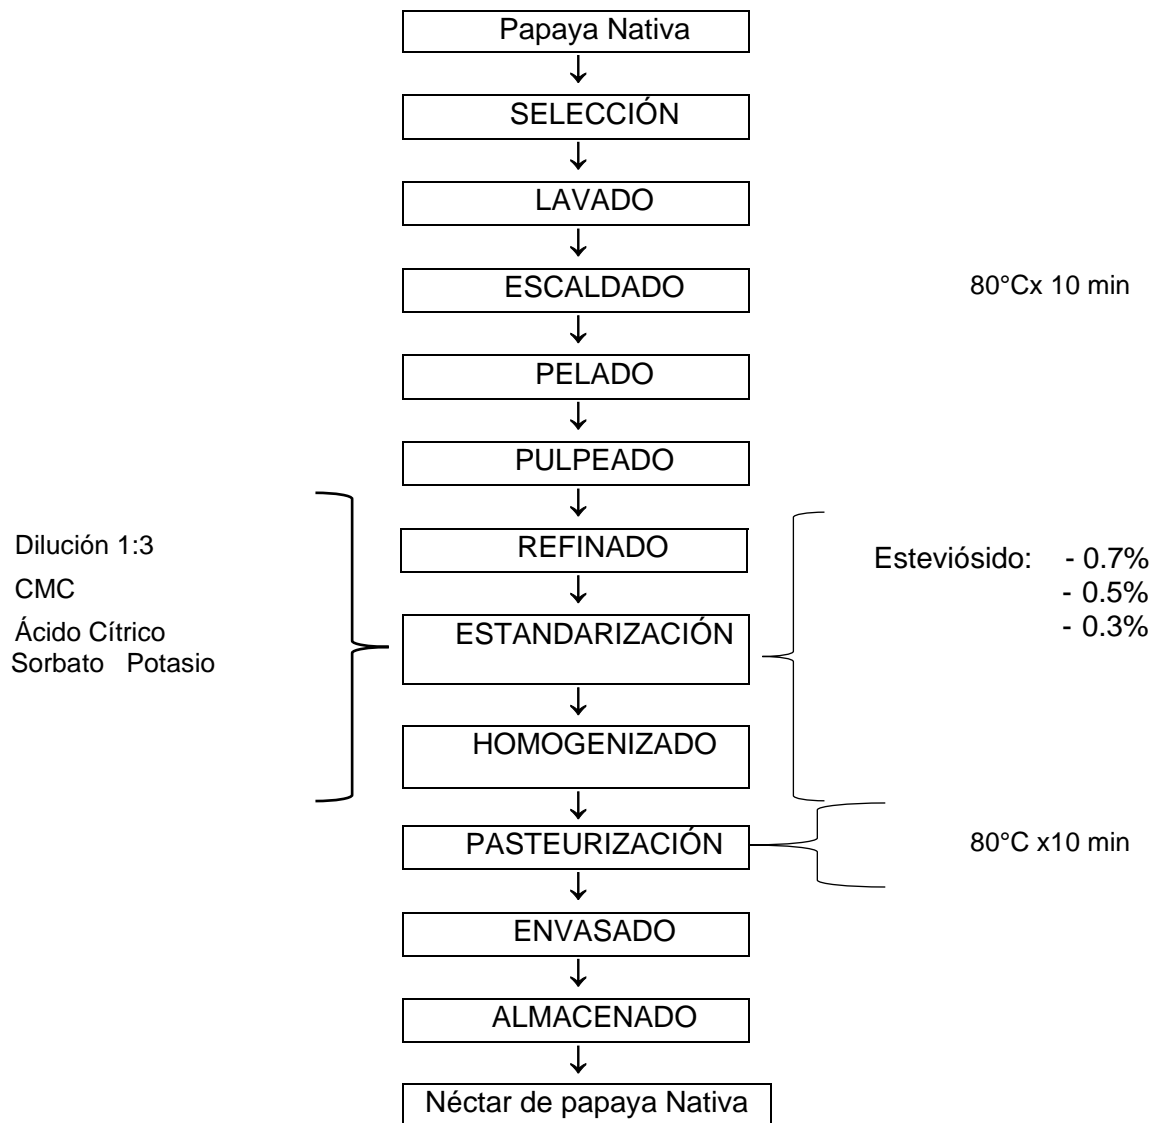 Papaya Nativa
SELECCIÓN
LAVADO
ESCALDADO
80°Cx 10 min
PELADO
PULPEADO
REFINADO
Dilución 1:3
CMC
Ácido Cítrico
Sorbato Potasio
Esteviósido: - 0.7%
- 0.5%
- 0.3%
ESTANDARIZACIÓN
HOMOGENIZADO
PASTEURIZACIÓN
80°C x10 min
ENVASADO
ALMACENADO
Néctar de papaya Nativa